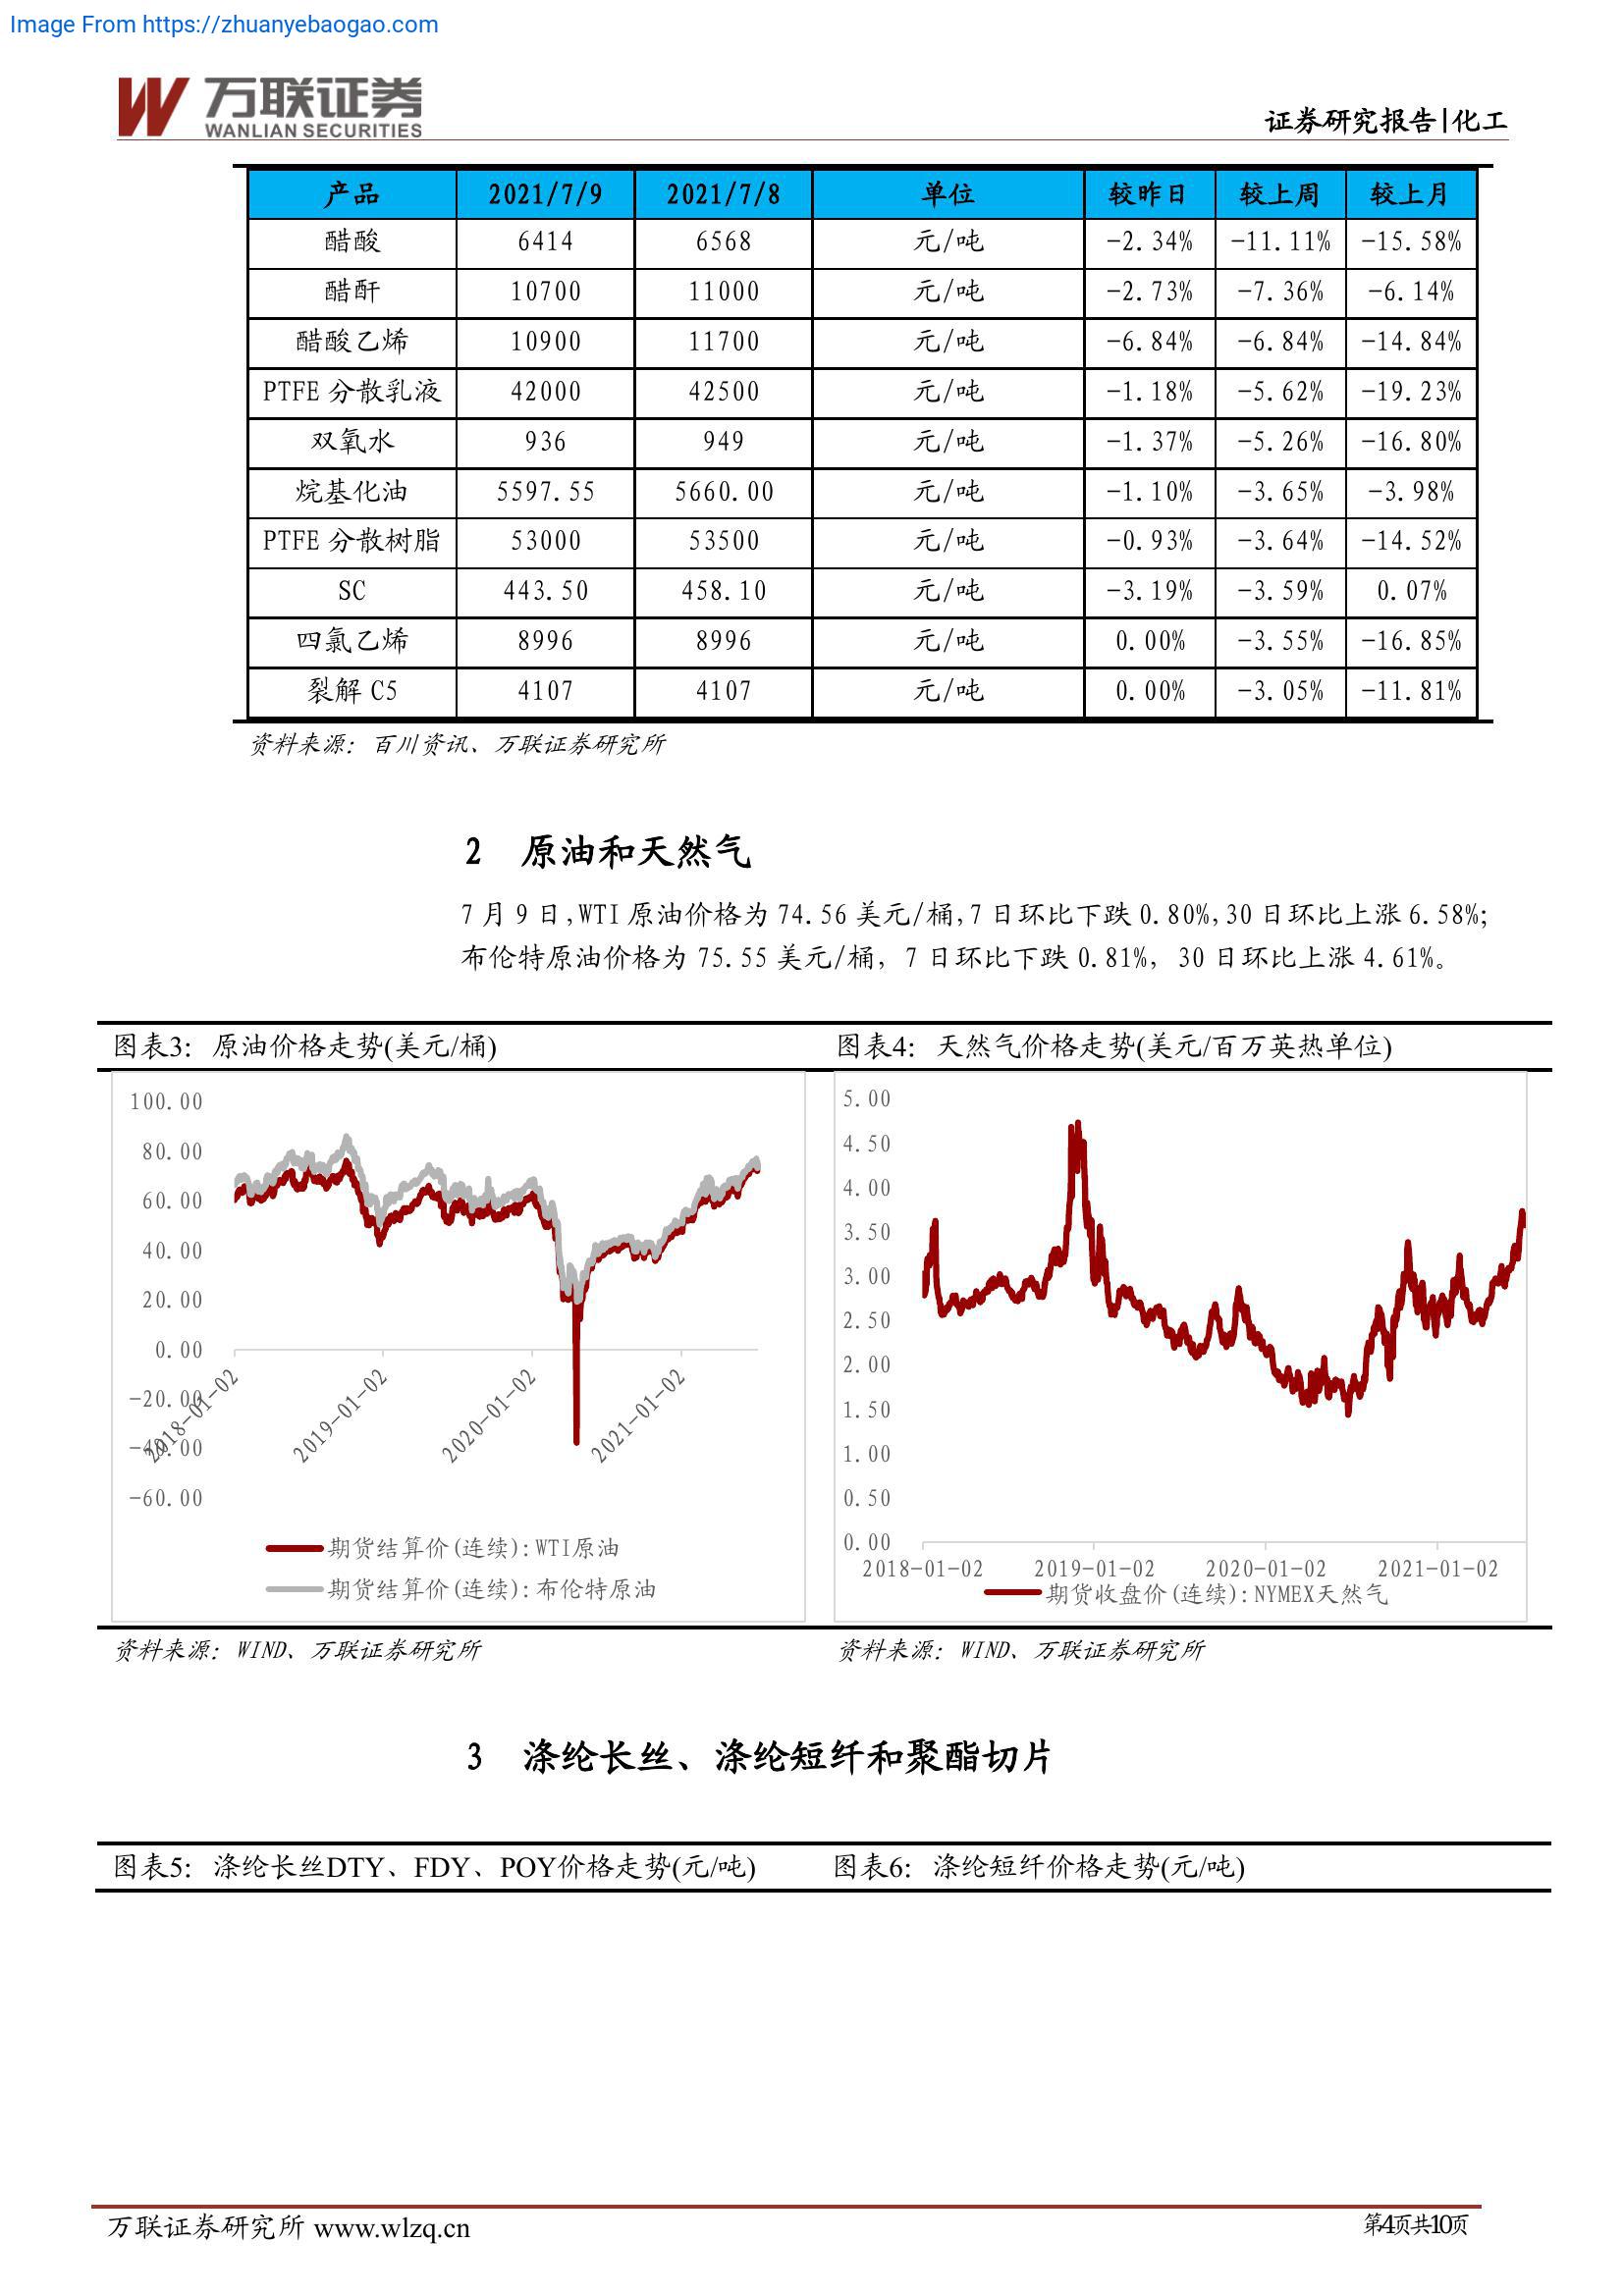 Image From https://zhuanyebaogao.com
万联证券
WANLIAN SECURITIES
证券研究报告|化工
产品 2021/7/9 2021/7/8 单位 较昨日 较上周 较上月
醋酸 6414 6568 元/吨 -2.34% -11.11% -15.58%
醋酐 10700 11000 元/吨 -2.73% -7.36% -6.14%
醋酸乙烯 10900 11700 元/吨 -6.84% -6.84% -14.84%
PTFE 分散乳液 42000 42500 元/吨 -1.18% -5.62% -19.23%
双氧水 936 949 元/吨 -1.37% -5.26% -16.80%
烷基化油 5597.55 5660.00 元/吨 -1.10% -3.65% -3.98%
PTFE 分散树脂 53000 53500 元/吨 -0.93% -3.64% -14.52%
SC 443.50 458.10 元/吨 -3.19% -3.59% 0.07%
四氯乙烯 8996 8996 元/吨 0.00% -3.55% -16.85%
裂解 C5 4107 4107 元/吨 0.00% -3.05% -11.81%
资料来源：百川资讯、万联证券研究所
2 原油和天然气
7 月 9 日,WTI 原油价格为 74.56 美元/桶,7 日环比下跌 0.80%,30 日环比上涨 6.58%;
布伦特原油价格为 75.55 美元/桶，7 日环比下跌 0.81%，30 日环比上涨 4.61%。
图表3：原油价格走势(美元/桶)
100.00
80.00
60.00
40.00
20.00
0.00
-20.00
-40.00
-60.00
2018-01-02 2019-01-02 2020-01-02 2021-01-02
期货结算价(连续):WTI原油
期货结算价(连续):布伦特原油
资料来源：WIND、万联证券研究所
图表4：天然气价格走势(美元/百万英热单位)
5.00
4.50
4.00
3.50
3.00
2.50
2.00
1.50
1.00
0.50
0.00
2018-01-02 2019-01-02 2020-01-02 2021-01-02
期货收盘价(连续):NYMEX天然气
资料来源：WIND、万联证券研究所
3 涤纶长丝、涤纶短纤和聚酯切片
图表5：涤纶长丝DTY、FDY、POY价格走势(元/吨)
图表6：涤纶短纤价格走势(元/吨)
万联证券研究所 www.wlzq.cn
第4页共10页